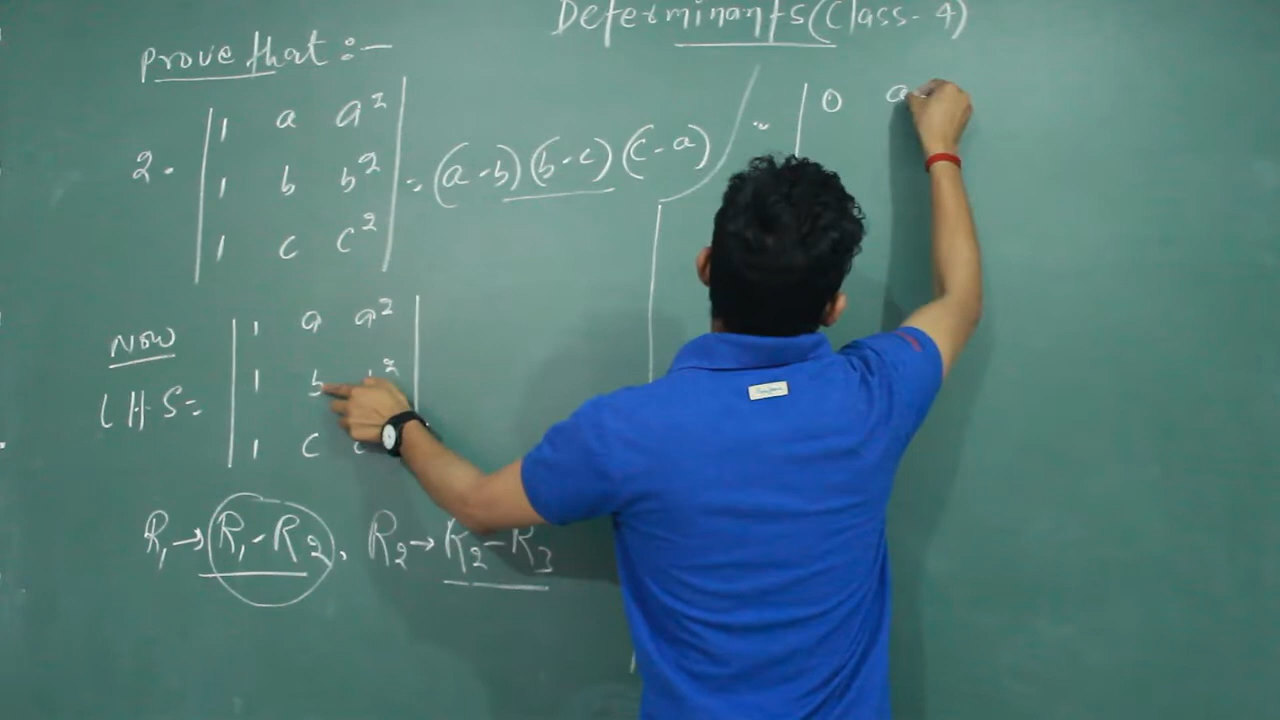 Determinants (Class-4)
Prove that :-
2. | 1 a a² |
| 1 b b² | = (a-b)(b-c)(c-a)
| 1 c c² |
Now
LHS = | 1 a a² |
| 1 b b² |
| 1 c c |
R₁→R₁-R₂, R₂→R₂-R₃
= | 0 a-